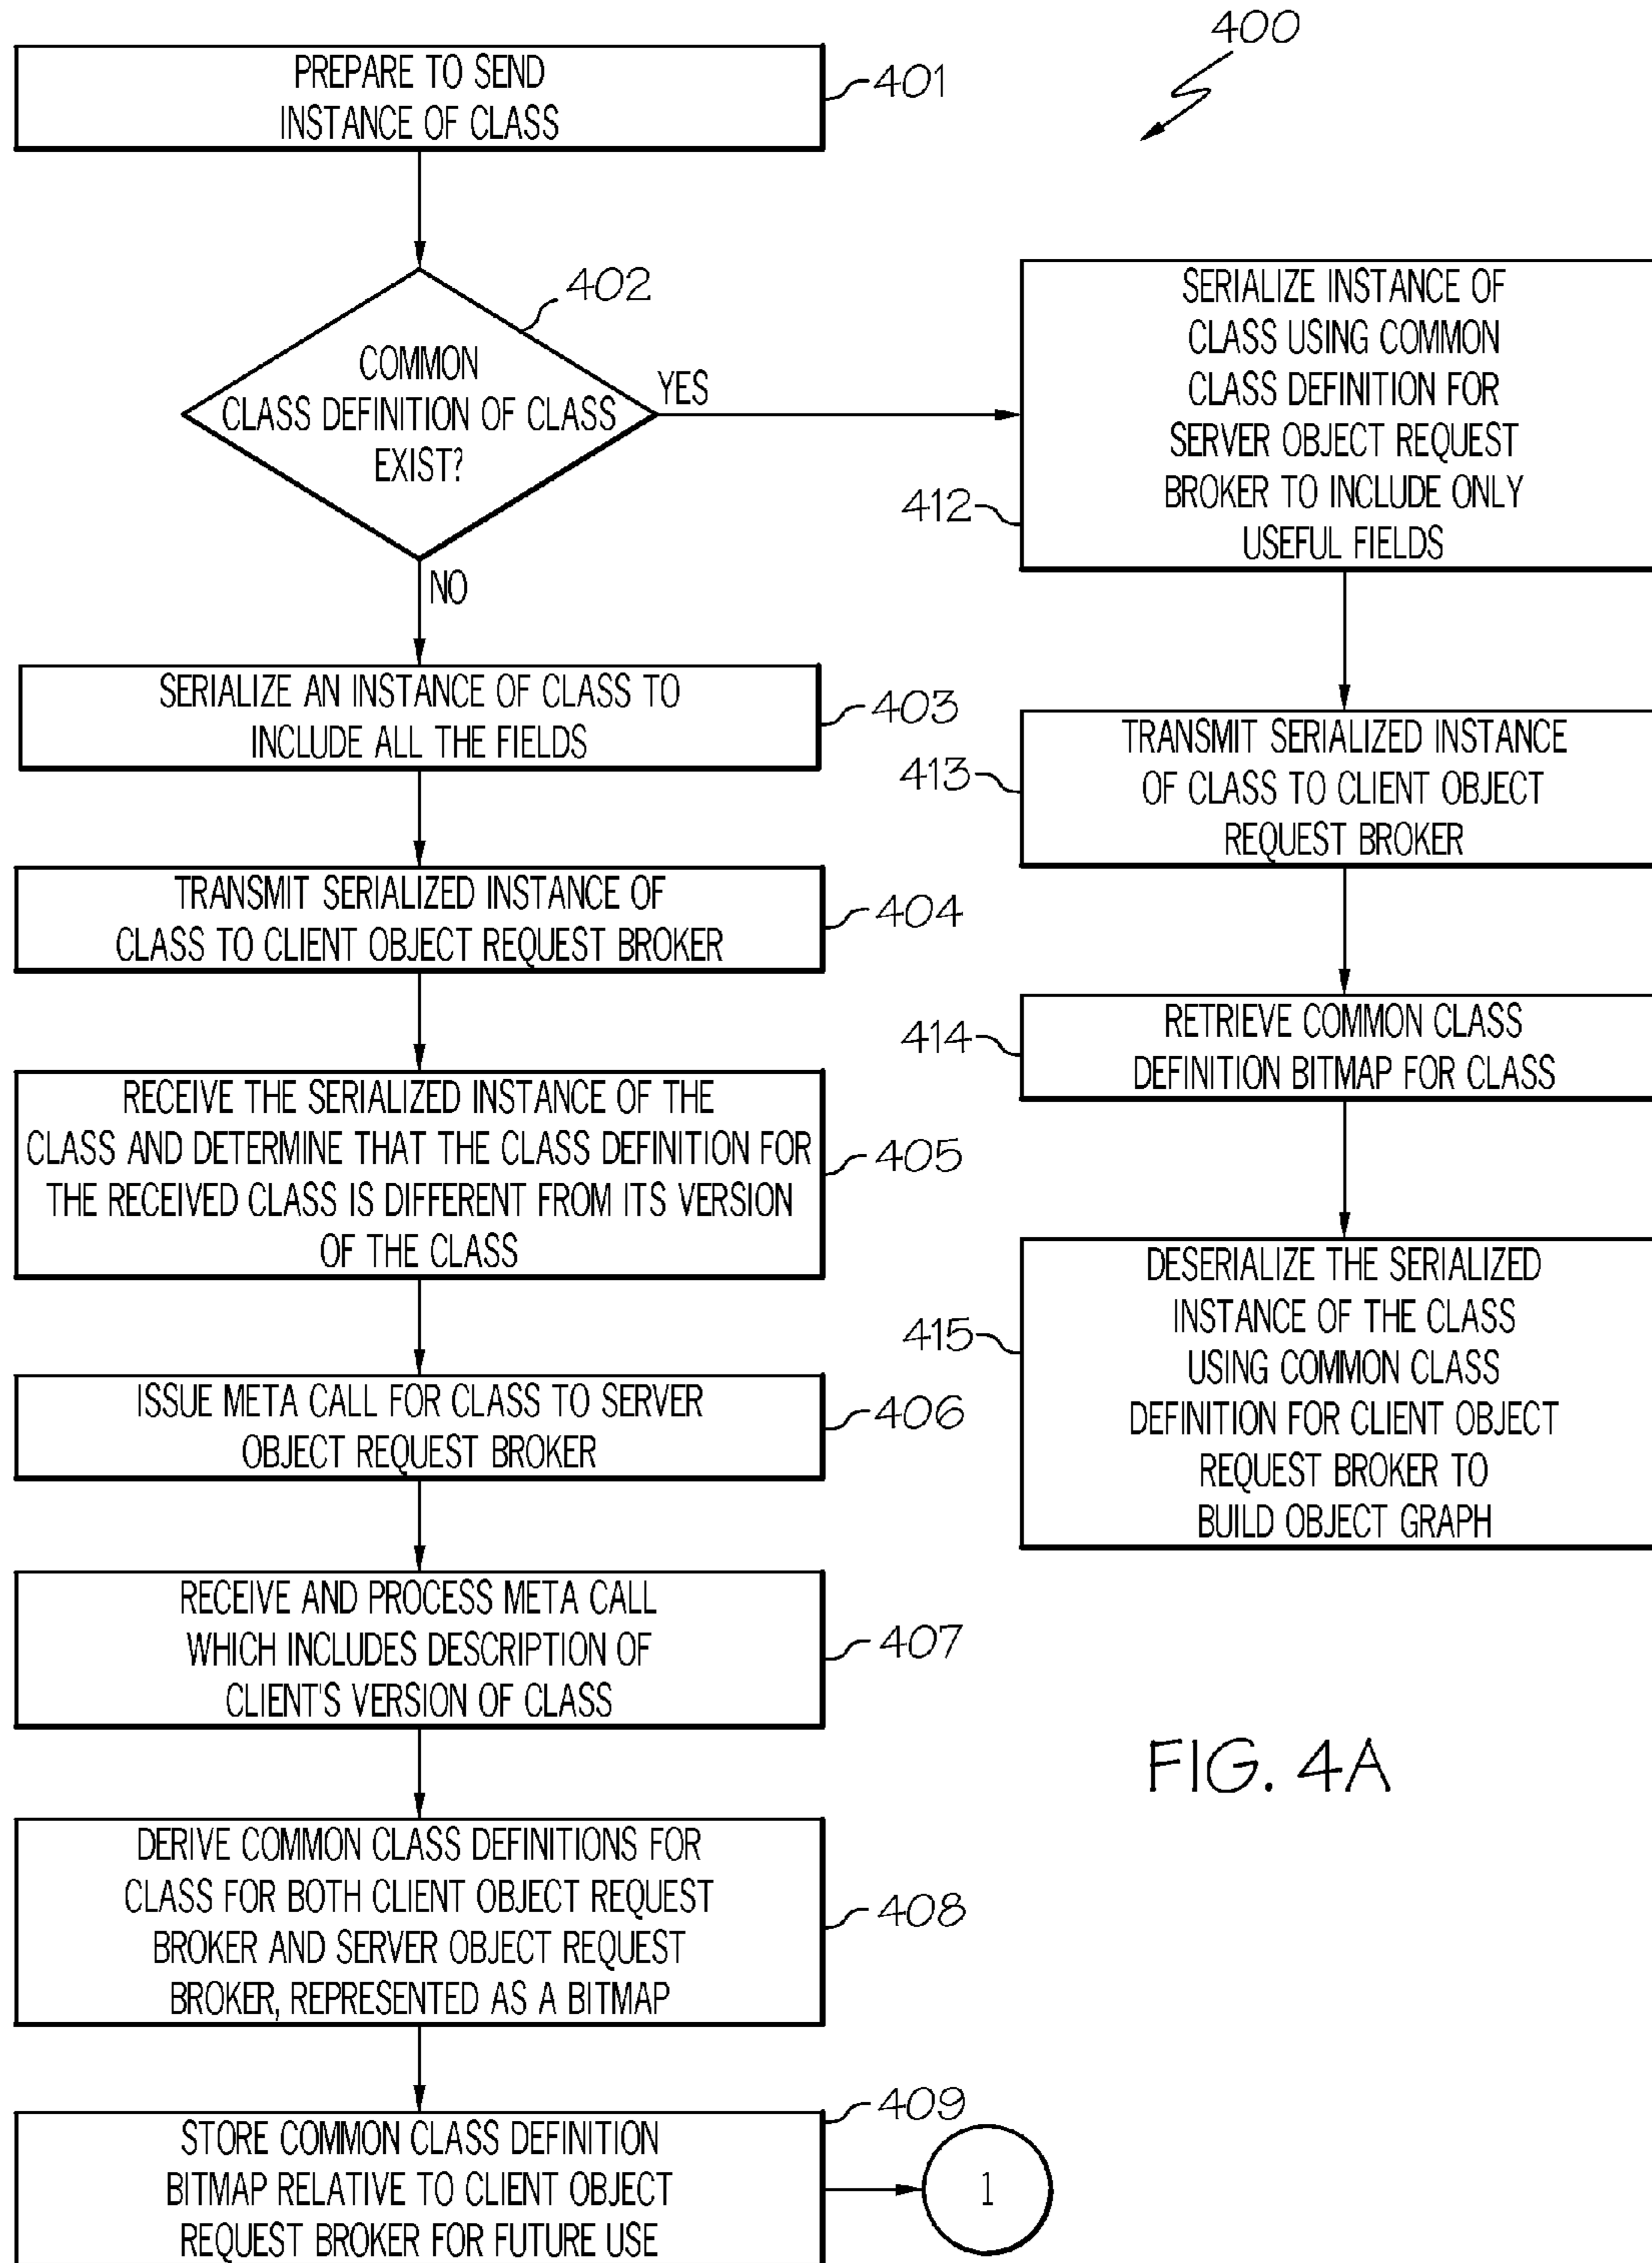 400
PREPARE TO SEND
INSTANCE OF CLASS
401
402
COMMON
CLASS DEFINITION OF CLASS
EXIST?
YES
NO
SERIALIZE AN INSTANCE OF CLASS TO
INCLUDE ALL THE FIELDS
403
TRANSMIT SERIALIZED INSTANCE OF
CLASS TO CLIENT OBJECT REQUEST BROKER
404
RECEIVE THE SERIALIZED INSTANCE OF THE
CLASS AND DETERMINE THAT THE CLASS DEFINITION FOR
THE RECEIVED CLASS IS DIFFERENT FROM ITS VERSION
OF THE CLASS
405
ISSUE META CALL FOR CLASS TO SERVER
OBJECT REQUEST BROKER
406
RECEIVE AND PROCESS META CALL
WHICH INCLUDES DESCRIPTION OF
CLIENT'S VERSION OF CLASS
407
DERIVE COMMON CLASS DEFINITIONS FOR
CLASS FOR BOTH CLIENT OBJECT REQUEST
BROKER AND SERVER OBJECT REQUEST
BROKER, REPRESENTED AS A BITMAP
408
STORE COMMON CLASS DEFINITION
BITMAP RELATIVE TO CLIENT OBJECT
REQUEST BROKER FOR FUTURE USE
409
1
SERIALIZE INSTANCE OF
CLASS USING COMMON
CLASS DEFINITION FOR
SERVER OBJECT REQUEST
BROKER TO INCLUDE ONLY
USEFUL FIELDS
412
TRANSMIT SERIALIZED INSTANCE
OF CLASS TO CLIENT OBJECT
REQUEST BROKER
413
RETRIEVE COMMON CLASS
DEFINITION BITMAP FOR CLASS
414
DESERIALIZE THE SERIALIZED
INSTANCE OF THE CLASS
USING COMMON CLASS
DEFINITION FOR CLIENT OBJECT
REQUEST BROKER TO
BUILD OBJECT GRAPH
415
FIG. 4A